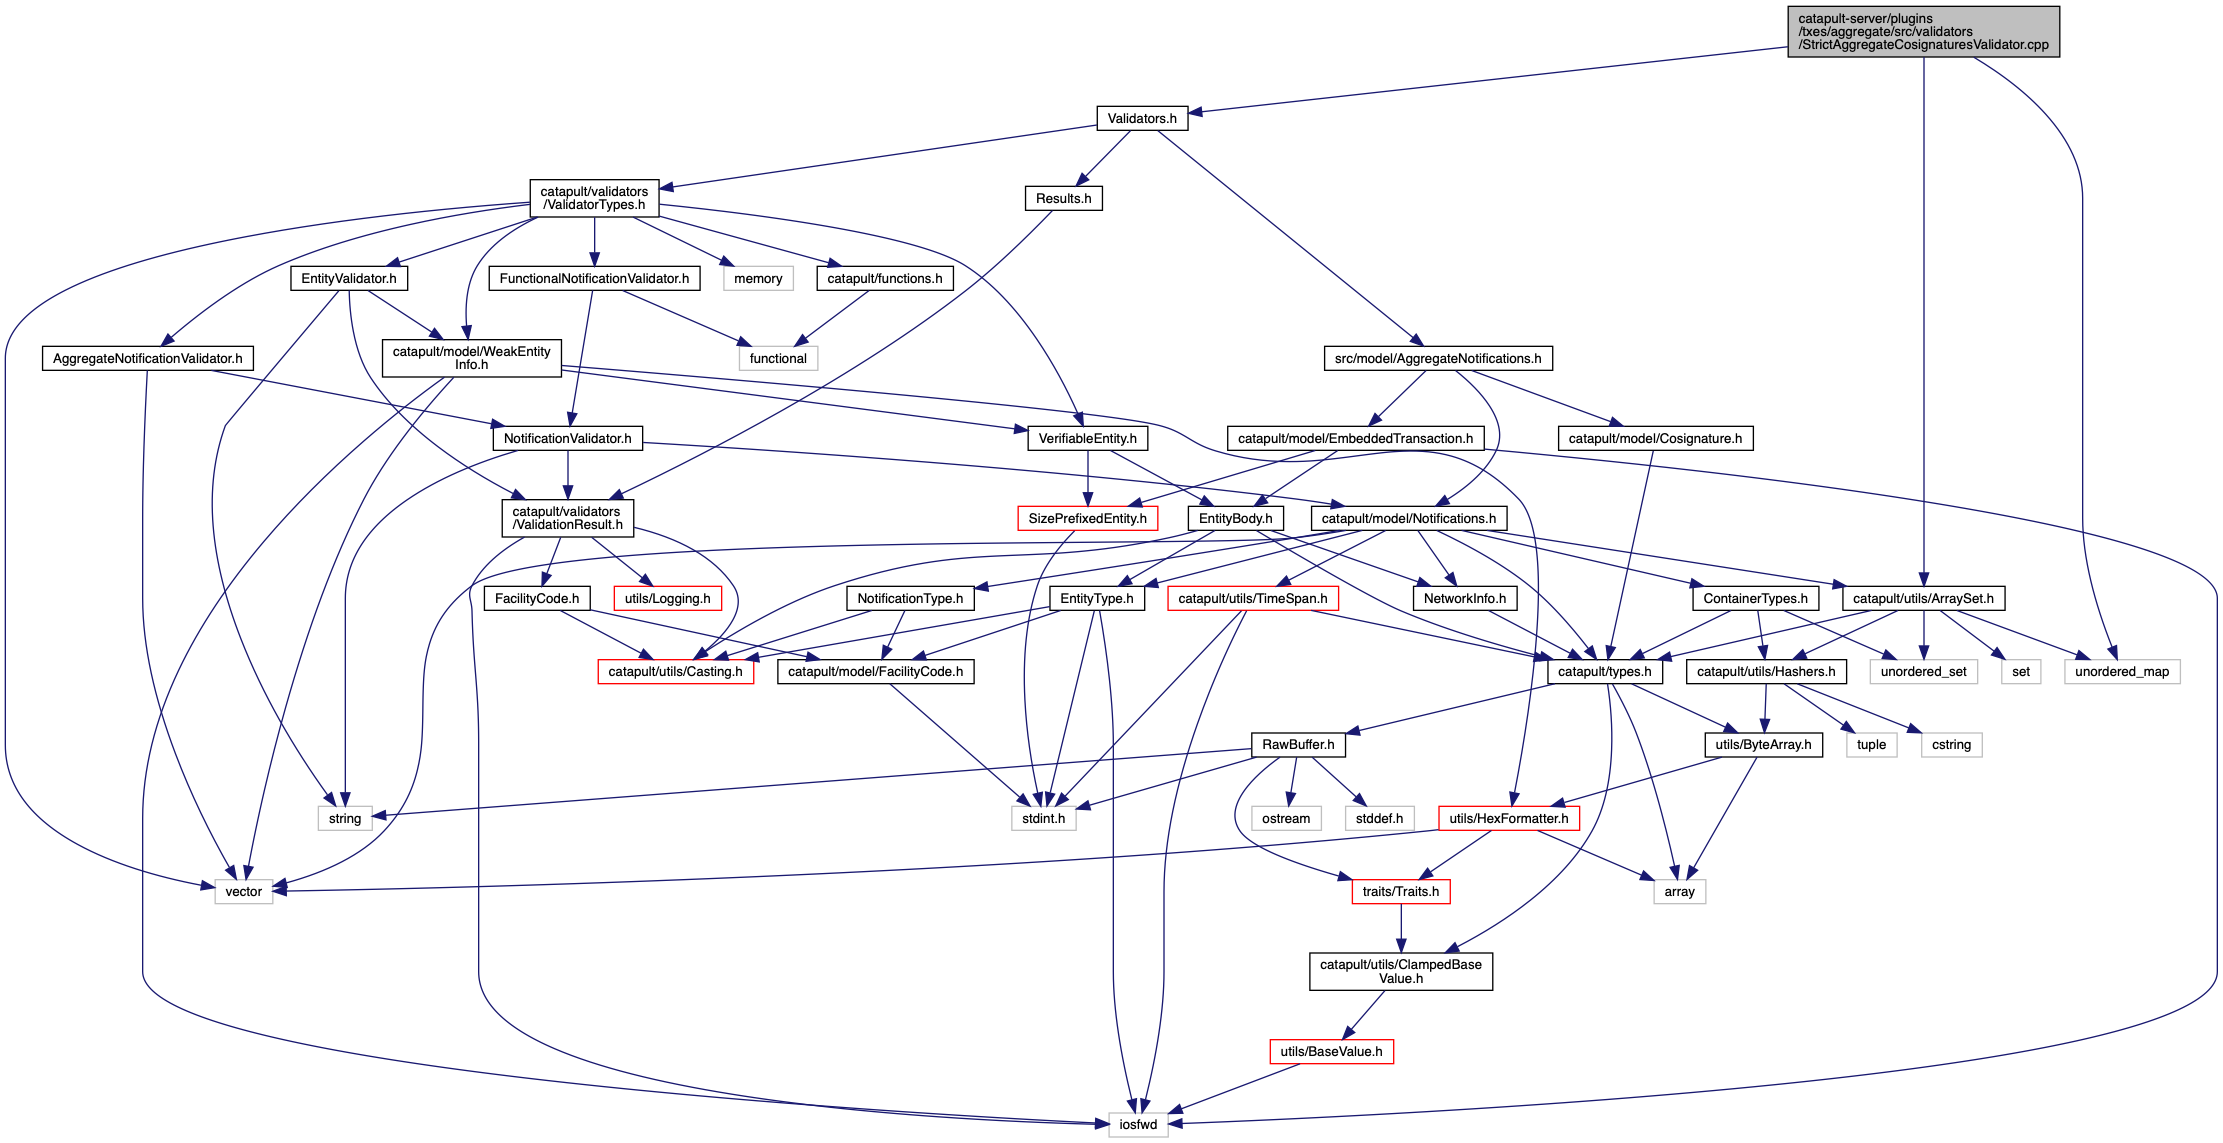 catapult-server/plugins
/txes/aggregate/src/validators
/StrictAggregateCosignaturesValidator.cpp
Validators.h
catapult/validators
/ValidatorTypes.h
Results.h
EntityValidator.h
FunctionalNotificationValidator.h
memory
catapult/functions.h
AggregateNotificationValidator.h
catapult/model/WeakEntity
Info.h
functional
src/model/AggregateNotifications.h
NotificationValidator.h
VerifiableEntity.h
catapult/model/EmbeddedTransaction.h
catapult/model/Cosignature.h
catapult/validators
/ValidationResult.h
SizePrefixedEntity.h
EntityBody.h
catapult/model/Notifications.h
FacilityCode.h
utils/Logging.h
NotificationType.h
EntityType.h
catapult/utils/TimeSpan.h
NetworkInfo.h
ContainerTypes.h
catapult/utils/ArraySet.h
catapult/utils/Casting.h
catapult/model/FacilityCode.h
catapult/types.h
catapult/utils/Hashers.h
unordered_set
set
unordered_map
RawBuffer.h
utils/ByteArray.h
tuple
cstring
string
stdint.h
ostream
stddef.h
utils/HexFormatter.h
vector
traits/Traits.h
array
catapult/utils/ClampedBase
Value.h
utils/BaseValue.h
iosfwd